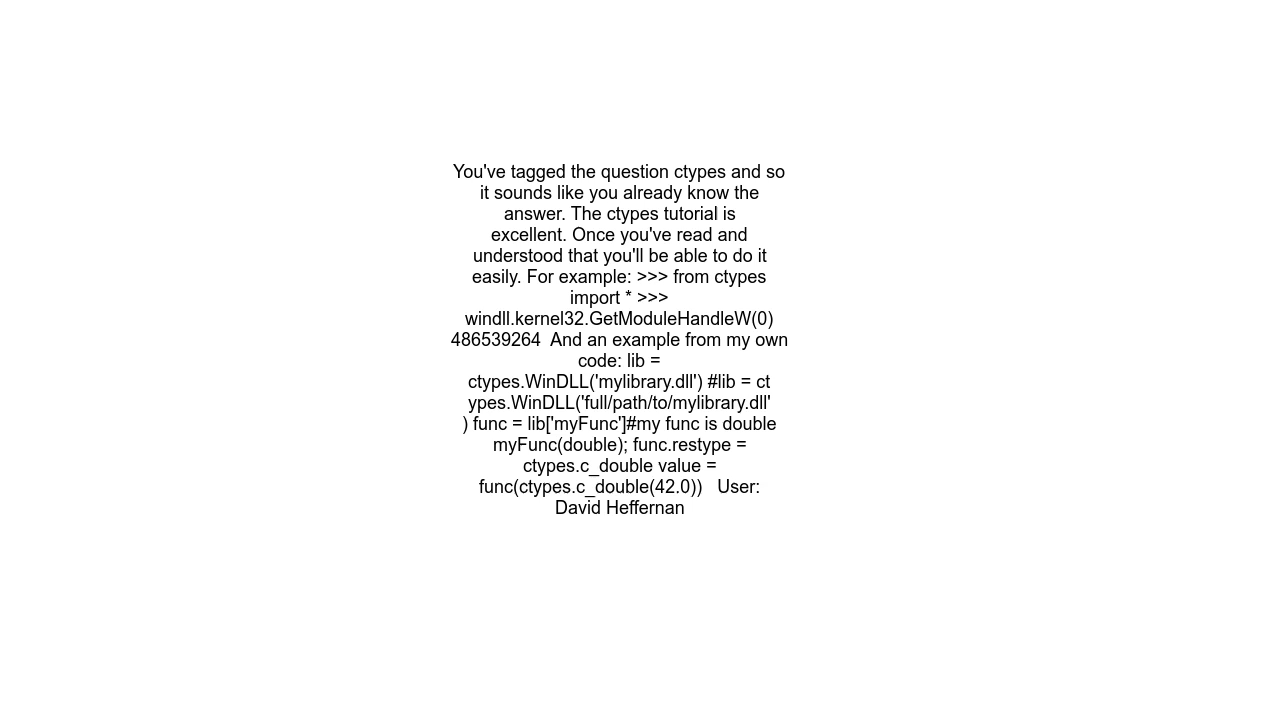 You've tagged the question ctypes and so
it sounds like you already know the
answer. The ctypes tutorial is
excellent. Once you've read and
understood that you'll be able to do it
easily. For example: >>> from ctypes
import * >>>
windll.kernel32.GetModuleHandleW(0)
486539264  And an example from my own
code: lib =
ctypes.WinDLL('mylibrary.dll') #lib = ct
ypes.WinDLL('full/path/to/mylibrary.dll'
) func = lib['myFunc']#my func is double
myFunc(double); func.restype =
ctypes.c_double value =
func(ctypes.c_double(42.0))   User:
David Heffernan